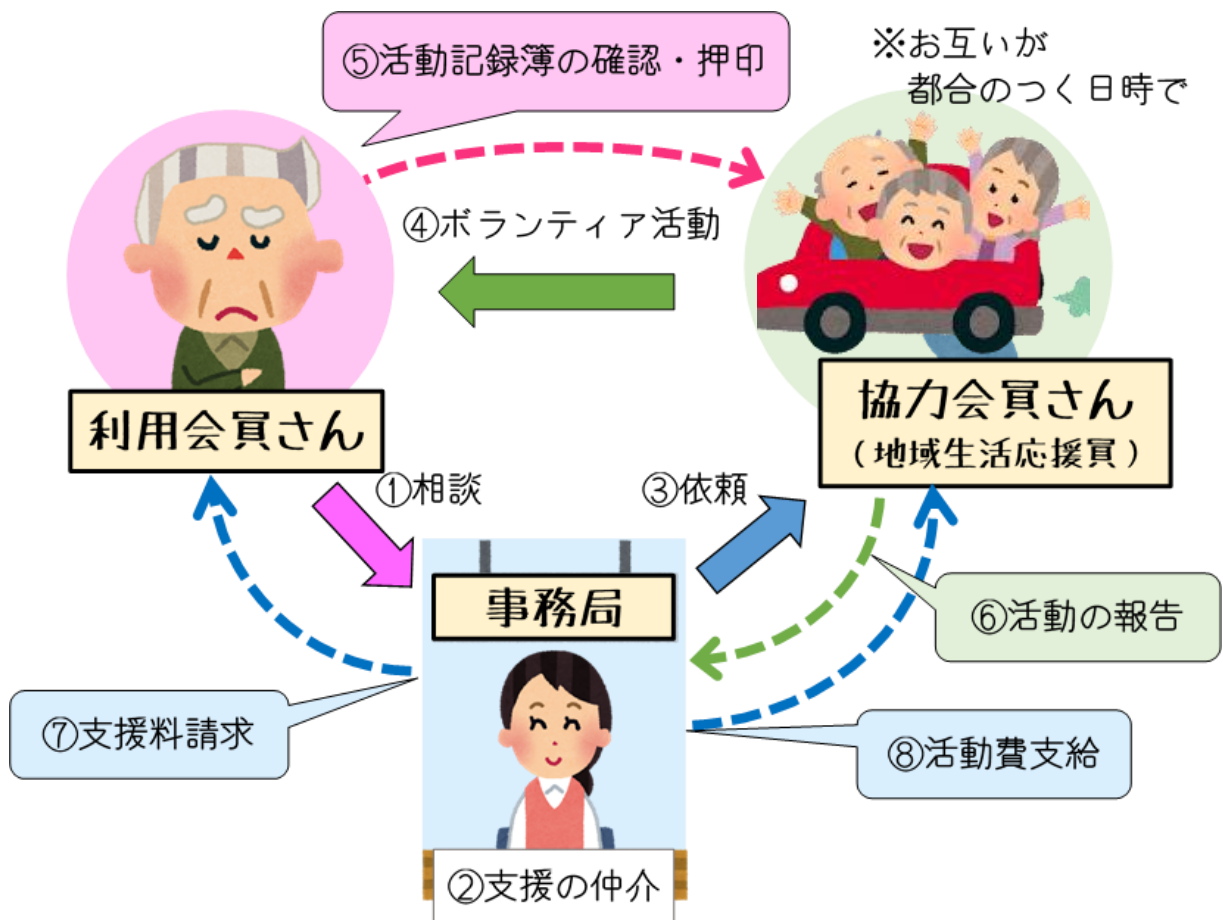 ⑤活動記録簿の確認・押印
※お互いが
都合のつく日時で
④ボランティア活動
利用会員さん
協力会員さん
(地域生活応援員)
①相談
③依頼
事務局
⑥活動の報告
⑦支援料請求
⑧活動費支給
②支援の仲介